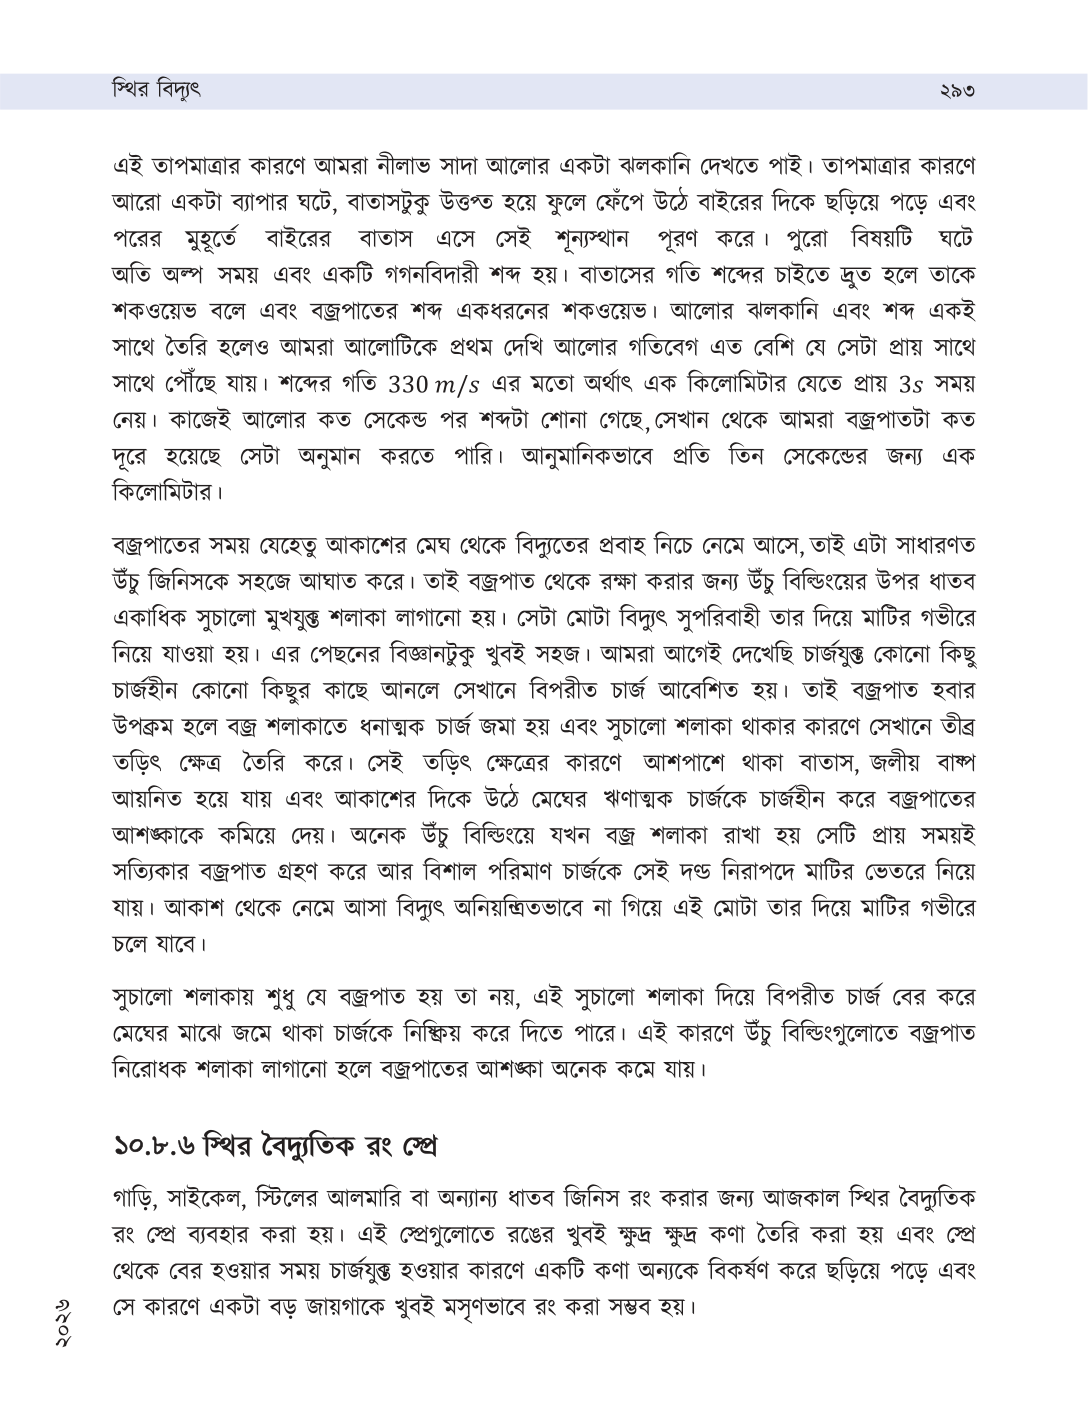 স্থির বিদ্যুৎ ২৯৩
এই তাপমাত্রার কারণে আমরা নীলাভ সাদা আলোর একটা ঝলকানি দেখতে পাই। তাপমাত্রার কারণে
আরো একটা ব্যাপার ঘটে, বাতাসটুকু উত্তপ্ত হয়ে ফুলে ফেঁপে উঠে বাইরের দিকে ছড়িয়ে পড়ে এবং
পরের মুহূর্তে বাইরের বাতাস এসে সেই শূন্যস্থান পূরণ করে। পুরো বিষয়টি ঘটে
অতি অল্প সময় এবং একটি গগনবিদারী শব্দ হয়। বাতাসের গতি শব্দের চাইতে দ্রুত হলে তাকে
শকওয়েভ বলে এবং বজ্রপাতের শব্দ একধরনের শকওয়েভ। আলোর ঝলকানি এবং শব্দ একই
সাথে তৈরি হলেও আমরা আলোটিকে প্রথম দেখি আলোর গতিবেগ এত বেশি যে সেটা প্রায় সাথে
সাথে পৌঁছে যায়। শব্দের গতি 330 m/s এর মতো অর্থাৎ এক কিলোমিটার যেতে প্রায় 3s সময়
নেয়। কাজেই আলোর কত সেকেন্ড পর শব্দটা শোনা গেছে,সেখান থেকে আমরা বজ্রপাতটা কত
দূরে হয়েছে সেটা অনুমান করতে পারি। আনুমানিকভাবে প্রতি তিন সেকেন্ডের জন্য এক
কিলোমিটার।
বজ্রপাতের সময় যেহেতু আকাশের মেঘ থেকে বিদ্যুতের প্রবাহ নিচে নেমে আসে,তাই এটা সাধারণত
উঁচু জিনিসকে সহজে আঘাত করে। তাই বজ্রপাত থেকে রক্ষা করার জন্য উঁচু বিল্ডিংয়ের উপর ধাতব
একাধিক সুচালো মুখযুক্ত শলাকা লাগানো হয়। সেটা মোটা বিদ্যুৎ সুপরিবাহী তার দিয়ে মাটির গভীরে
নিয়ে যাওয়া হয়। এর পেছনের বিজ্ঞানটুকু খুবই সহজ। আমরা আগেই দেখেছি চার্জযুক্ত কোনো কিছু
চার্জহীন কোনো কিছুর কাছে আনলে সেখানে বিপরীত চার্জ আবেশিত হয়। তাই বজ্রপাত হবার
উপক্রম হলে বজ্র শলাকাতে ধনাত্মক চার্জ জমা হয় এবং সুচালো শলাকা থাকার কারণে সেখানে তীব্র
তড়িৎ ক্ষেত্র তৈরি করে। সেই তড়িৎ ক্ষেত্রের কারণে আশপাশে থাকা বাতাস, জলীয় বাষ্প
আয়নিত হয়ে যায় এবং আকাশের দিকে উঠে মেঘের ঋণাত্মক চার্জকে চার্জহীন করে বজ্রপাতের
আশঙ্কাকে কমিয়ে দেয়। অনেক উঁচু বিল্ডিংয়ে যখন বজ্র শলাকা রাখা হয় সেটি প্রায় সময়ই
সত্যিকার বজ্রপাত গ্রহণ করে আর বিশাল পরিমাণ চার্জকে সেই দণ্ড নিরাপদে মাটির ভেতরে নিয়ে
যায়। আকাশ থেকে নেমে আসা বিদ্যুৎ অনিয়ন্ত্রিতভাবে না গিয়ে এই মোটা তার দিয়ে মাটির গভীরে
চলে যাবে।
সুচালো শলাকায় শুধু যে বজ্রপাত হয় তা নয়, এই সুচালো শলাকা দিয়ে বিপরীত চার্জ বের করে
মেঘের মাঝে জমে থাকা চার্জকে নিষ্ক্রিয় করে দিতে পারে। এই কারণে উঁচু বিল্ডিংগুলোতে বজ্রপাত
নিরোধক শলাকা লাগানো হলে বজ্রপাতের আশঙ্কা অনেক কমে যায়।
১০.৮.৬ স্থির বৈদ্যুতিক রং স্প্রে
গাড়ি, সাইকেল, স্টিলের আলমারি বা অন্যান্য ধাতব জিনিস রং করার জন্য আজকাল স্থির বৈদ্যুতিক
রং স্প্রে ব্যবহার করা হয়। এই স্প্রেগুলোতে রঙের খুবই ক্ষুদ্র ক্ষুদ্র কণা তৈরি করা হয় এবং স্প্রে
থেকে বের হওয়ার সময় চার্জযুক্ত হওয়ার কারণে একটি কণা অন্যকে বিকর্ষণ করে ছড়িয়ে পড়ে এবং
সে কারণে একটা বড় জায়গাকে খুবই মসৃণভাবে রং করা সম্ভব হয়।
২০২৬